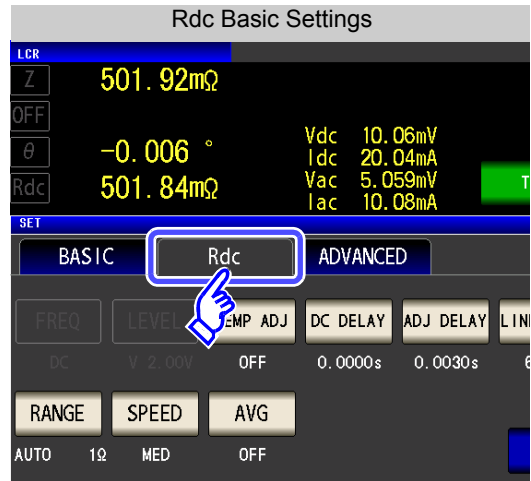 Rdc Basic Settings
LCR
Z 501.92mΩ
OFF
θ -0.006 °
Rdc 501.84mΩ
Vdc 10.06mV
Idc 20.04mA
Vac 5.059mV
Iac 10.08mA
T
SET
BASIC Rdc ADVANCED
FREQ LEVEL EMP ADJ DC DELAY ADJ DELAY LIN
DC V 2.00V OFF 0.0000s 0.0030s 6
RANGE SPEED AVG
AUTO 1Ω MED OFF